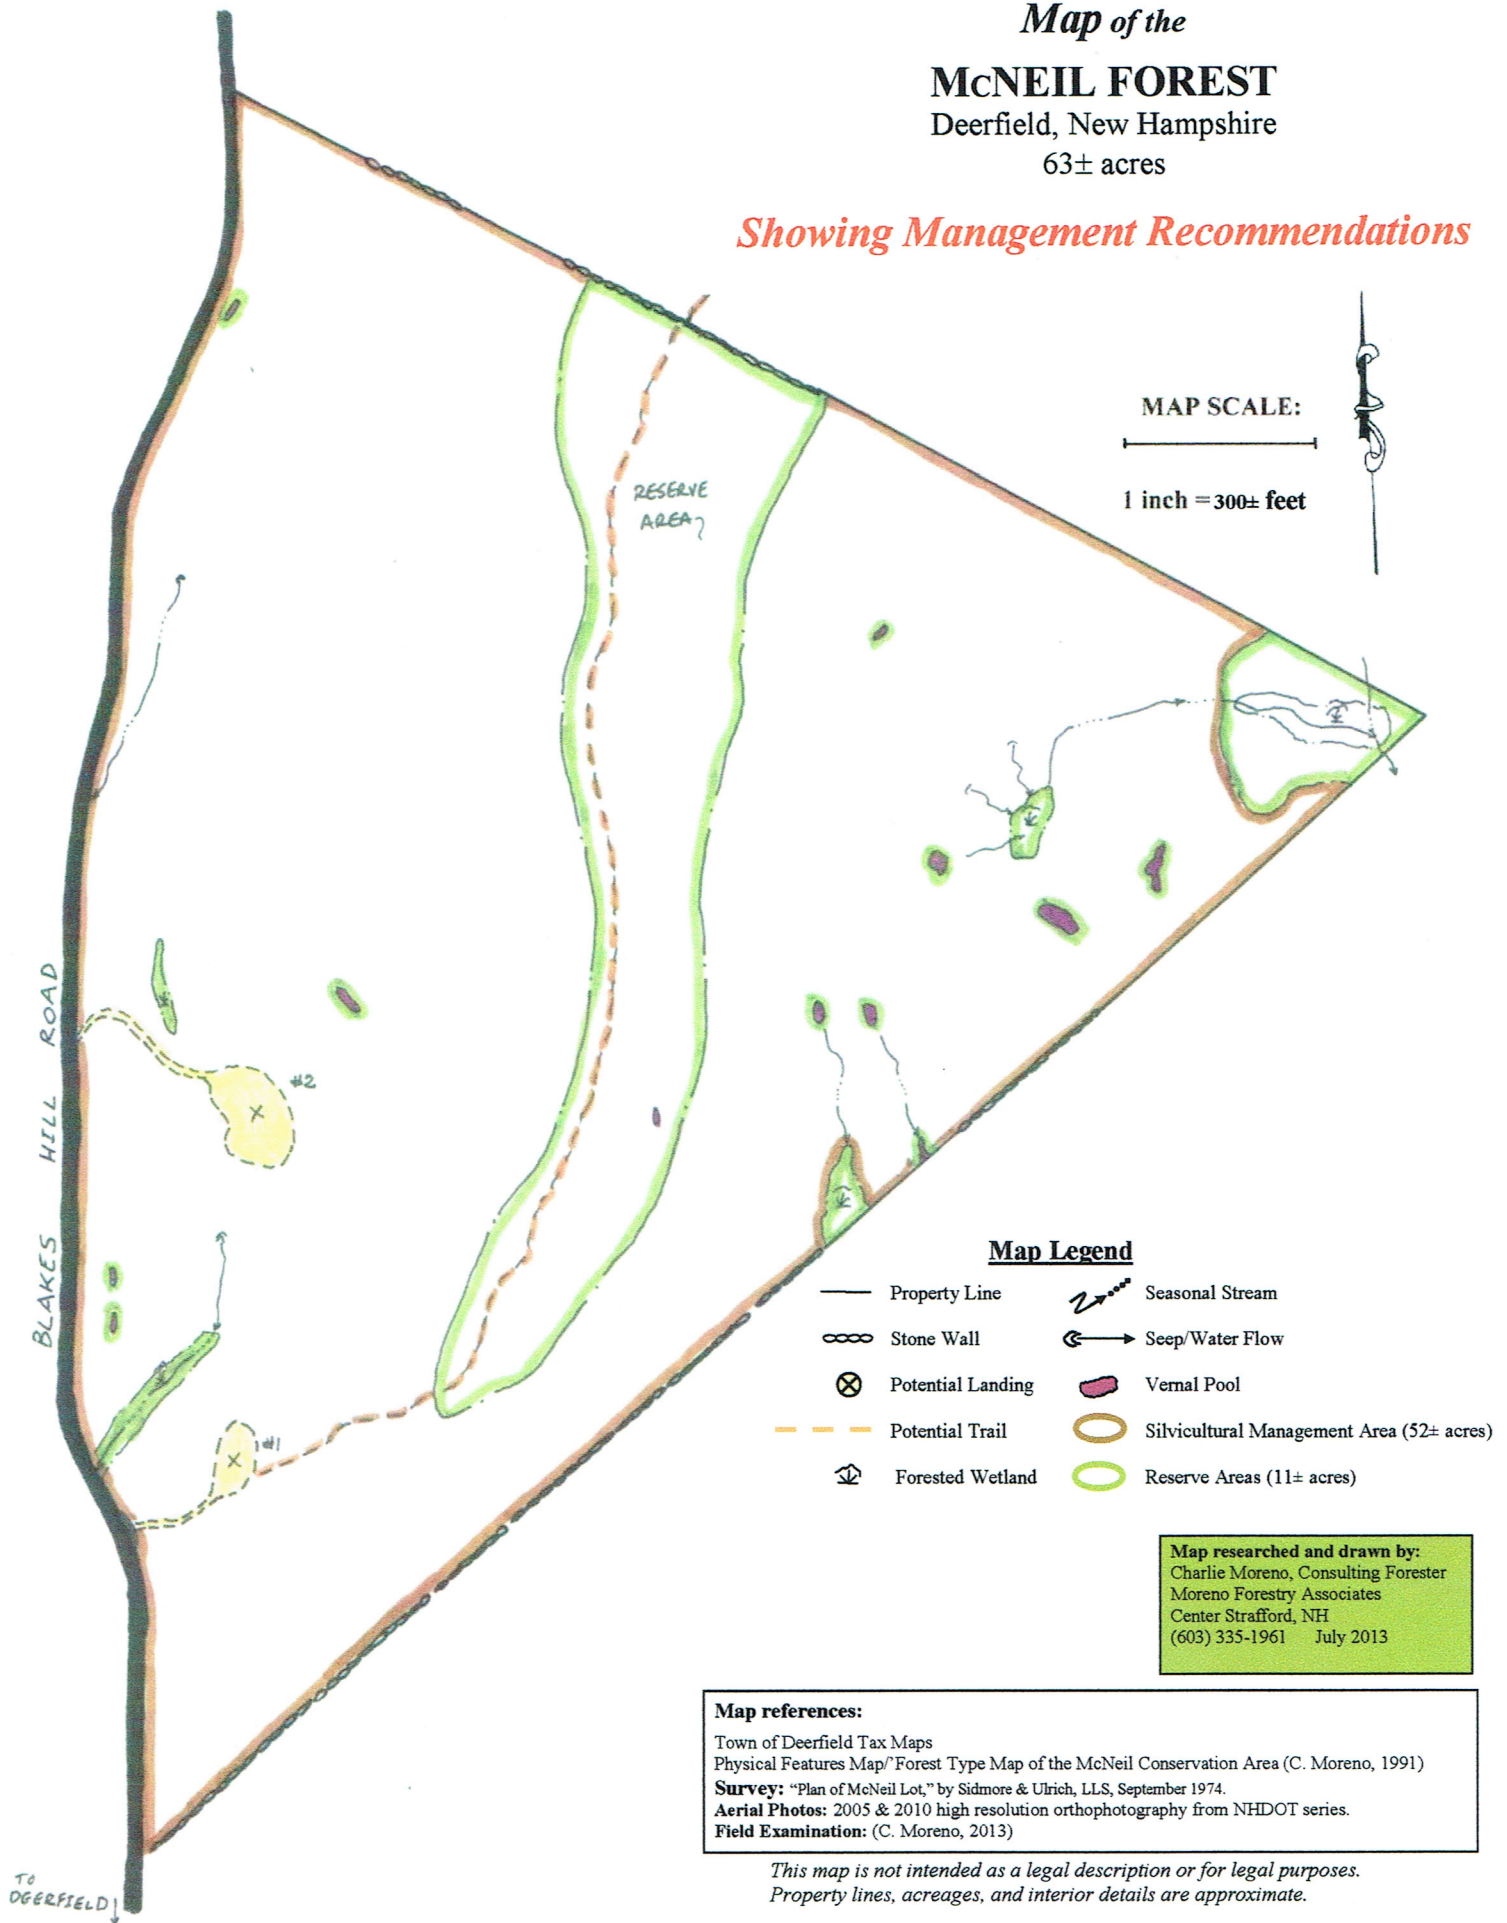 Map of the
McNEIL FOREST
Deerfield, New Hampshire
63± acres
Showing Management Recommendations
MAP SCALE:
1 inch = 300± feet
RESERVE
AREA
BLAKES HILL ROAD
#2
#1
Map Legend
Property Line
Seasonal Stream
Stone Wall
Seep/Water Flow
Potential Landing
Vernal Pool
Potential Trail
Silvicultural Management Area (52± acres)
Forested Wetland
Reserve Areas (11± acres)
Map researched and drawn by:
Charlie Moreno, Consulting Forester
Moreno Forestry Associates
Center Strafford, NH
(603) 335-1961 July 2013
Map references:
Town of Deerfield Tax Maps
Physical Features Map/'Forest Type Map of the McNeil Conservation Area (C. Moreno, 1991)
Survey: “Plan of McNeil Lot,” by Sidmore & Ulrich, LLS, September 1974.
Aerial Photos: 2005 & 2010 high resolution orthophotography from NHDOT series.
Field Examination: (C. Moreno, 2013)
This map is not intended as a legal description or for legal purposes.
Property lines, acreages, and interior details are approximate.
TO
DEERFIELD